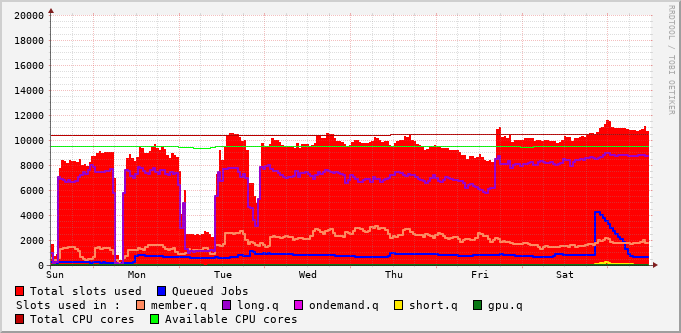 20000
18000
16000
14000
12000
10000
8000
6000
4000
2000
0
Sun Mon Tue Wed Thu Fri Sat
RRDTOOL / TOBI OETIKER
Total slots used Queued Jobs
Slots used in : member.q long.q ondemand.q short.q gpu.q
Total CPU cores Available CPU cores